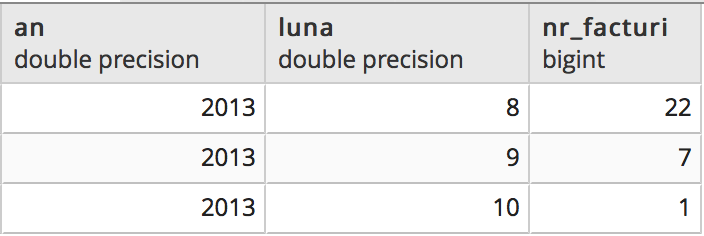 an luna nr_facturi
double precision double precision bigint
2013 8 22
2013 9 7
2013 10 1